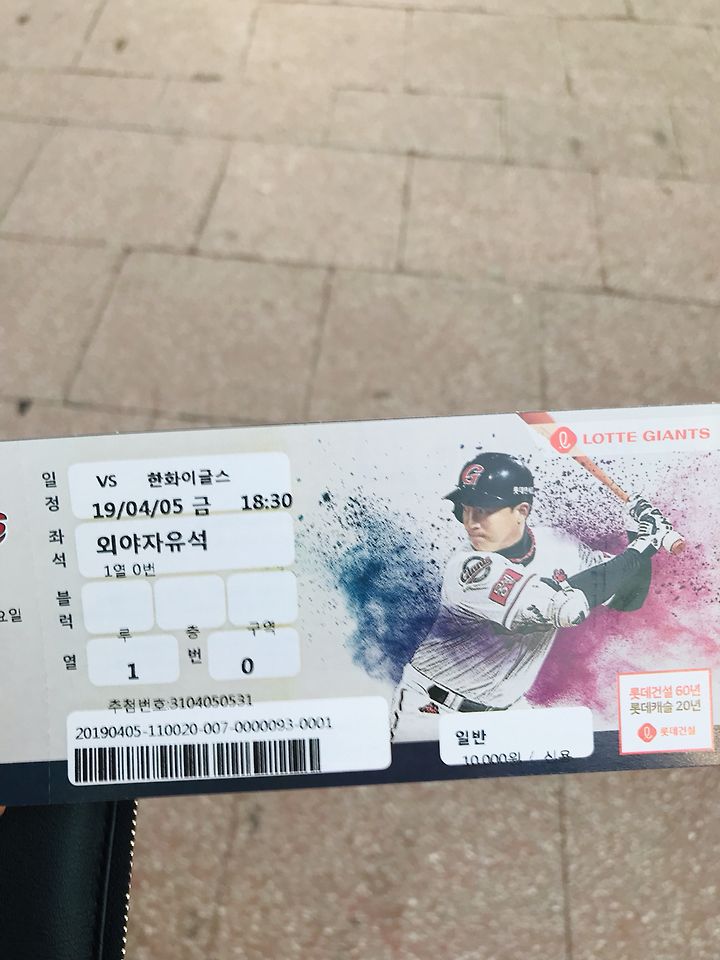 LOTTE GIANTS
일정
VS 한화이글스
19/04/05 금 18:30
좌석
외야자유석
1열 0번
블럭
루 층 구역
열 1 번 0
추첨번호:3104050531
20190405-110020-007-0000093-0001
일반
10,000원 / 신용
롯데건설 60년
롯데캐슬 20년
롯데건설
G
Giants
요일